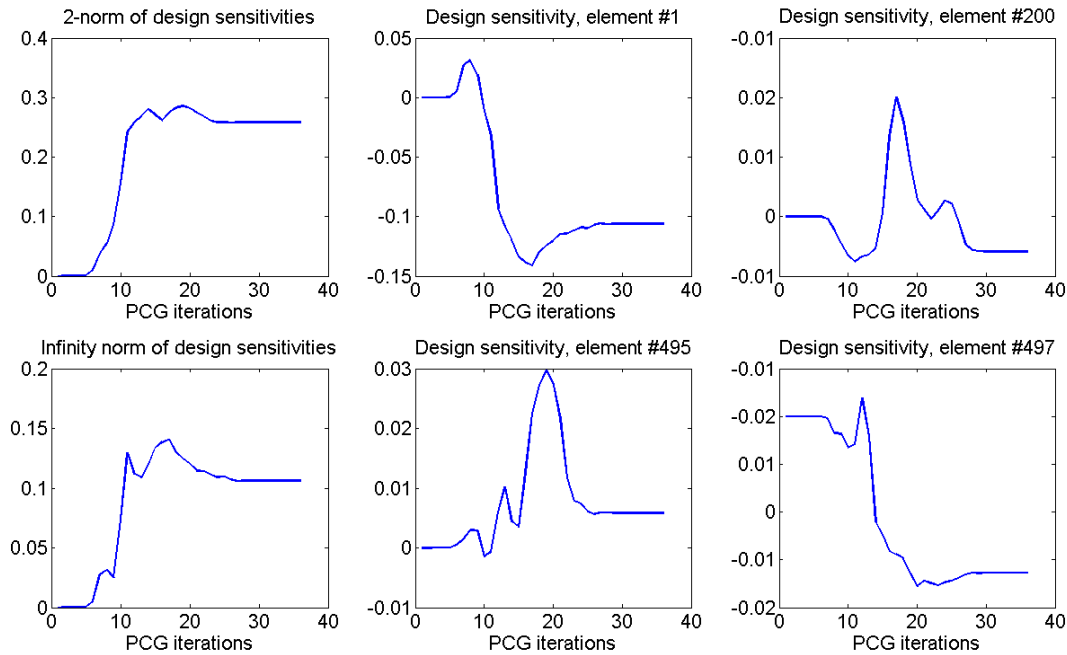 2-norm of design sensitivities
0.4
0.3
0.2
0.1
0
0 10 20 30 40
PCG iterations
Design sensitivity, element #1
0.05
0
-0.05
-0.1
-0.15
0 10 20 30 40
PCG iterations
Design sensitivity, element #200
-0.01
0.02
0.01
0
-0.01
0 10 20 30 40
PCG iterations
Infinity norm of design sensitivities
0.2
0.15
0.1
0.05
0
0 10 20 30 40
PCG iterations
Design sensitivity, element #495
0.03
0.02
0.01
0
-0.01
0 10 20 30 40
PCG iterations
Design sensitivity, element #497
-0.01
-0.02
-0.01
0
-0.01
-0.02
0 10 20 30 40
PCG iterations